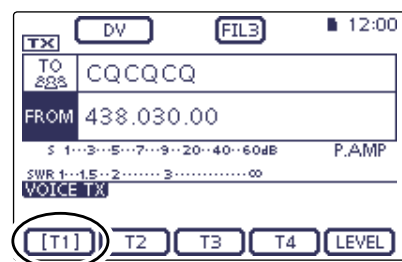 DV FIL3 12:00
TX
TO CQCQCQ
FROM 438.030.00
S 1···3···5···7···9··20··40··60dB P.AMP
SWR 1···1.5··2·······3·············∞
VOICE TX
[T1] T2 T3 T4 LEVEL